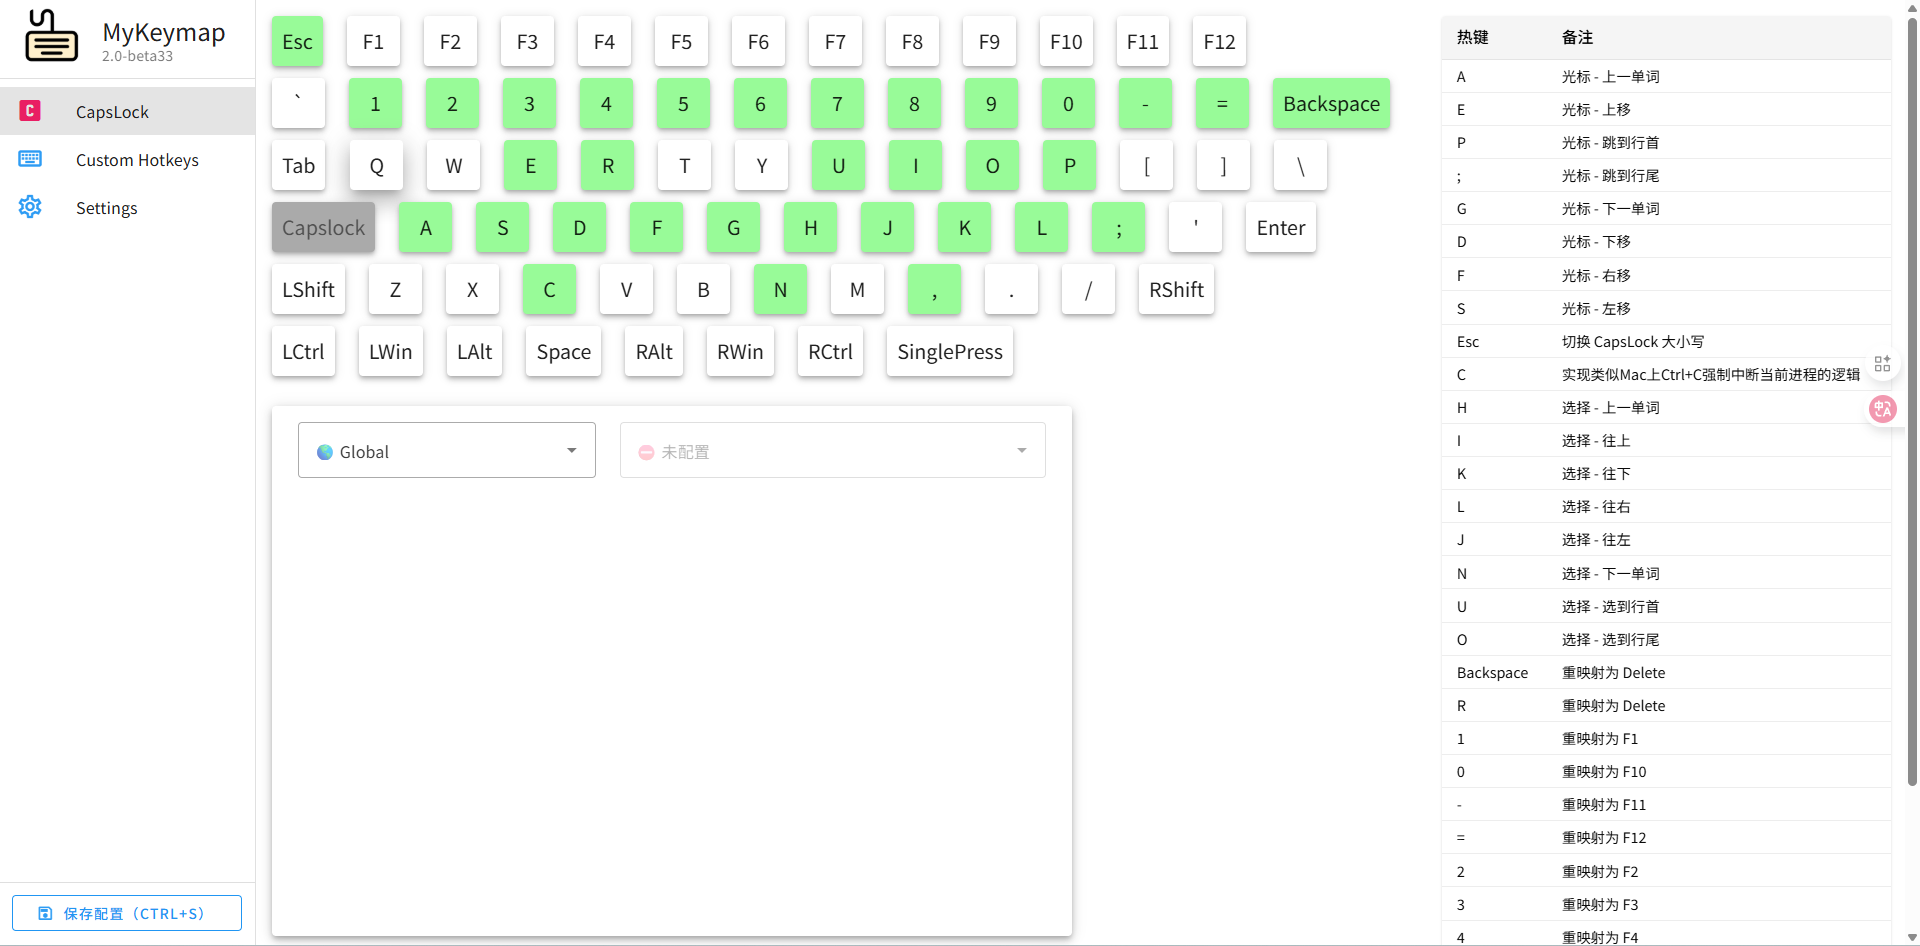 MyKeymap
2.0-beta33
C CapsLock
Custom Hotkeys
Settings
保存配置（CTRL+S）
Esc F1 F2 F3 F4 F5 F6 F7 F8 F9 F10 F11 F12
` 1 2 3 4 5 6 7 8 9 0 - = Backspace
Tab Q W E R T Y U I O P [ ] \
Capslock A S D F G H J K L ; ' Enter
LShift Z X C V B N M , . / RShift
LCtrl LWin LAlt Space RAlt RWin RCtrl SinglePress
Global 未配置
热键 备注
A 光标 - 上一单词
E 光标 - 上移
P 光标 - 跳到行首
; 光标 - 跳到行尾
G 光标 - 下一单词
D 光标 - 下移
F 光标 - 右移
S 光标 - 左移
Esc 切换 CapsLock 大小写
C 实现类似Mac上Ctrl+C强制中断当前进程的逻辑
H 选择 - 上一单词
I 选择 - 往上
K 选择 - 往下
L 选择 - 往右
J 选择 - 往左
N 选择 - 下一单词
U 选择 - 选到行首
O 选择 - 选到行尾
Backspace 重映射为 Delete
R 重映射为 Delete
1 重映射为 F1
0 重映射为 F10
- 重映射为 F11
= 重映射为 F12
2 重映射为 F2
3 重映射为 F3
4 重映射为 F4
中A